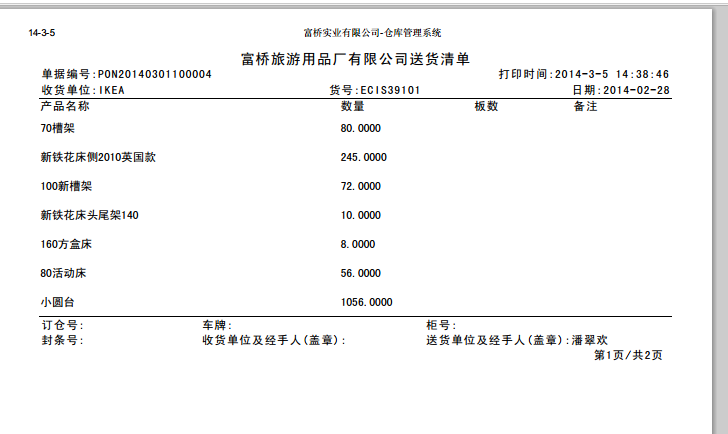 14-3-5 富桥实业有限公司-仓库管理系统
富桥旅游用品厂有限公司送货清单
单据编号:PON20140301100004 打印时间:2014-3-5 14:38:46
收货单位:IKEA 货号:ECIS39101 日期:2014-02-28
产品名称 数量 板数 备注
70槽架 80.0000
新铁花床侧2010英国款 245.0000
100新槽架 72.0000
新铁花床头尾架140 10.0000
160方盒床 8.0000
80活动床 56.0000
小圆台 1056.0000
订仓号: 车牌: 柜号:
封条号: 收货单位及经手人(盖章): 送货单位及经手人(盖章):潘翠欢
第1页/共2页